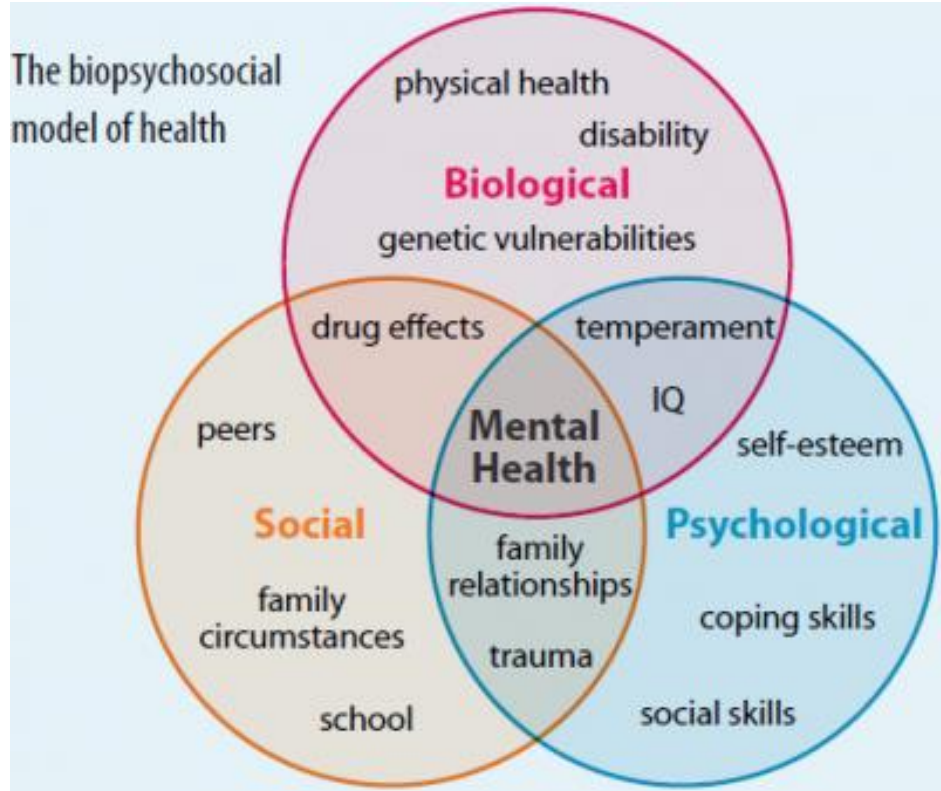 The biopsychosocial
model of health
physical health
disability
Biological
genetic vulnerabilities
drug effects
temperament
IQ
peers
Mental
Health
self-esteem
Social
Psychological
family
relationships
family
circumstances
coping skills
trauma
school
social skills